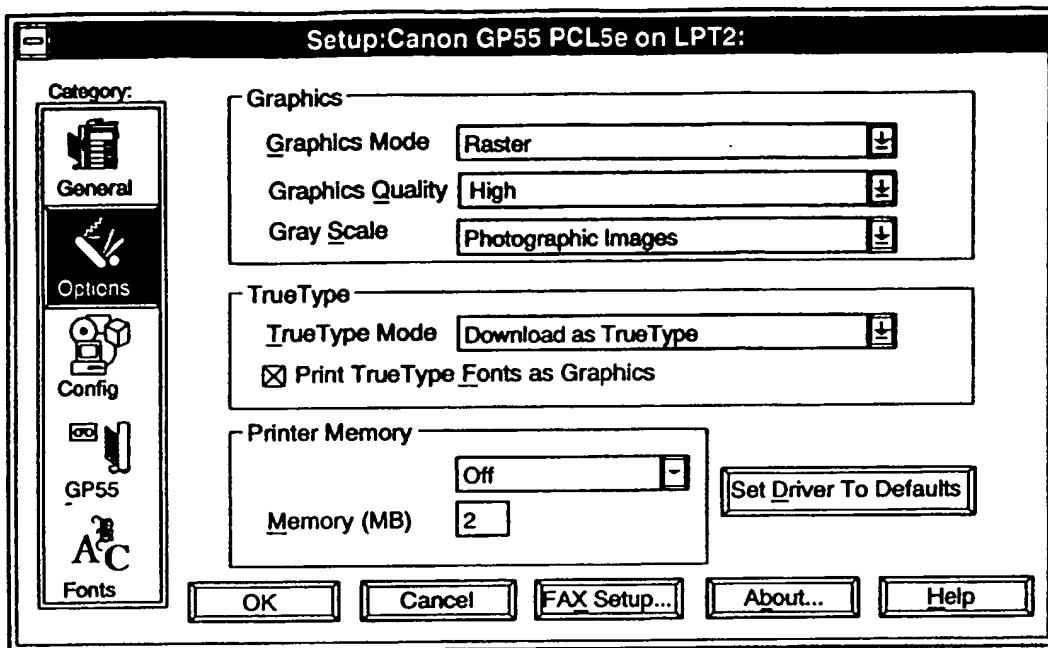 Setup:Canon GP55 PCL5e on LPT2:
Category:
General
Options
Config
GP55
Fonts
Graphics
Graphics Mode Raster
Graphics Quality High
Gray Scale Photographic Images
TrueType
TrueType Mode Download as TrueType
Print TrueType Fonts as Graphics
Printer Memory
Off
Memory (MB) 2
Set Driver To Defaults
OK Cancel FAX Setup... About... Help